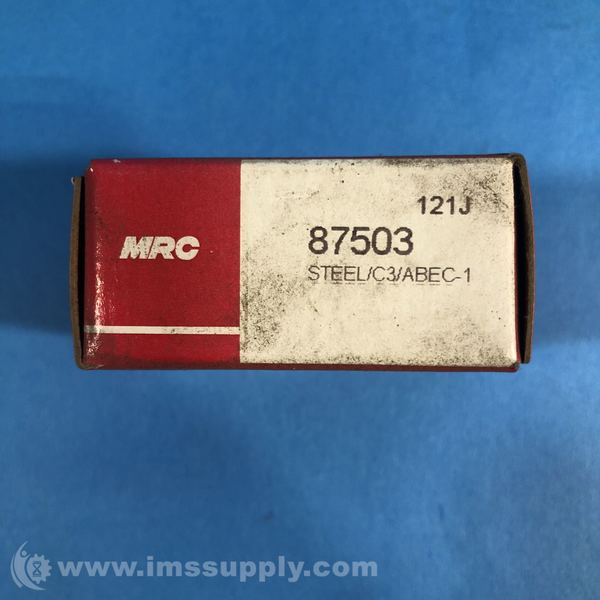 MRC
121J
87503
STEEL/C3/ABEC-1
www.imssupply.com